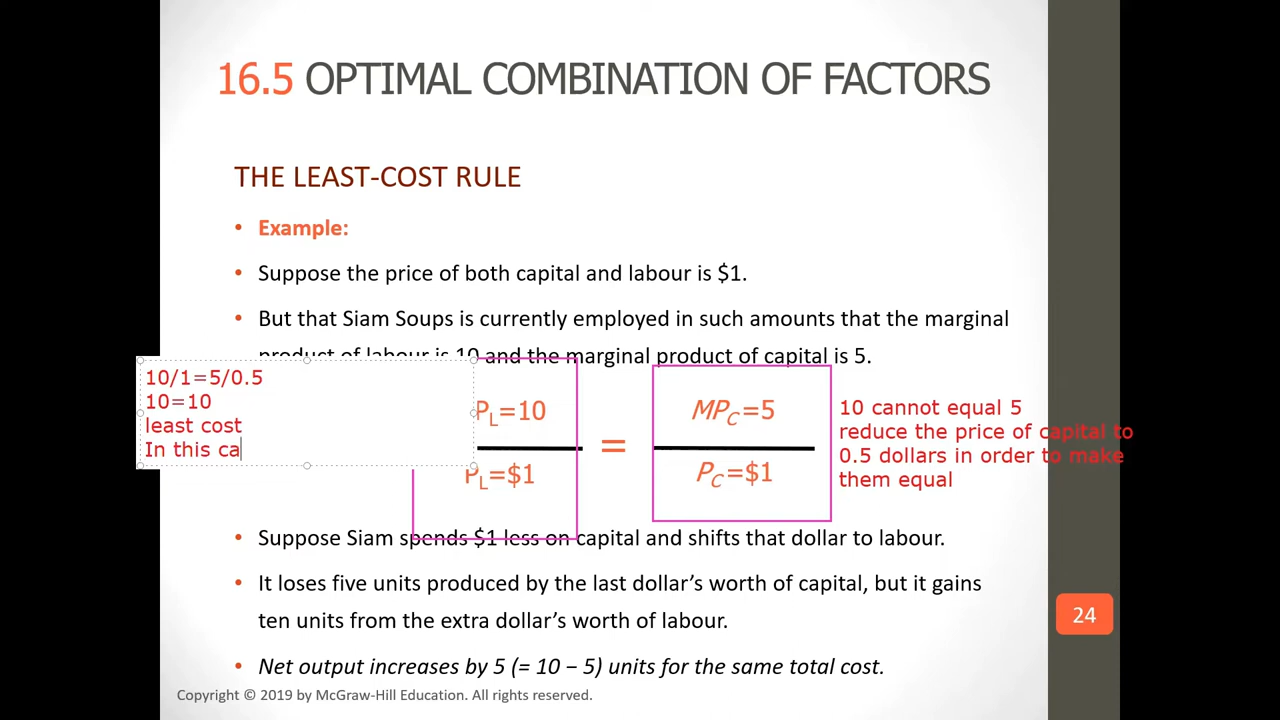 16.5 OPTIMAL COMBINATION OF FACTORS
THE LEAST-COST RULE
• Example:
• Suppose the price of both capital and labour is $1.
• But that Siam Soups is currently employed in such amounts that the marginal
product of labour is 10 and the marginal product of capital is 5.
10/1=5/0.5
10=10
least cost
In this ca
PL=10
PL=$1
=
MPC=5
PC=$1
10 cannot equal 5
reduce the price of capital to
0.5 dollars in order to make
them equal
• Suppose Siam spends $1 less on capital and shifts that dollar to labour.
• It loses five units produced by the last dollar’s worth of capital, but it gains
ten units from the extra dollar’s worth of labour.
• Net output increases by 5 (= 10 − 5) units for the same total cost.
24
Copyright © 2019 by McGraw-Hill Education. All rights reserved.